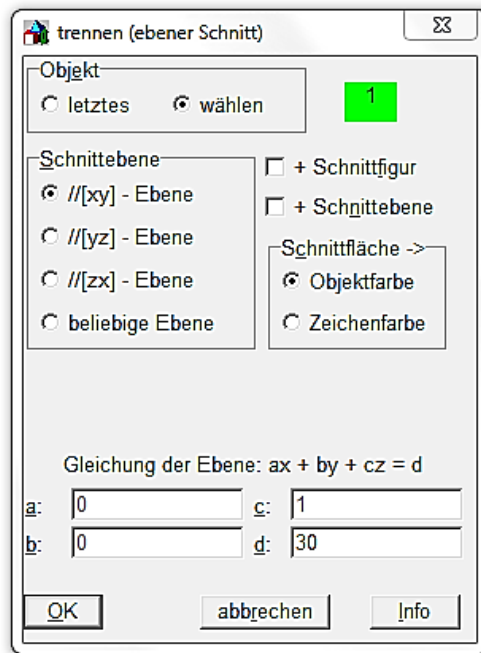 trennen (ebener Schnitt)
Objekt
letztes wählen
1
Schnittebene
//[xy] - Ebene
//[yz] - Ebene
//[zx] - Ebene
beliebige Ebene
+ Schnittfigur
+ Schnittebene
Schnittfläche ->
Objektfarbe
Zeichenfarbe
Gleichung der Ebene: ax + by + cz = d
a: 0 c: 1
b: 0 d: 30
OK abbrechen Info